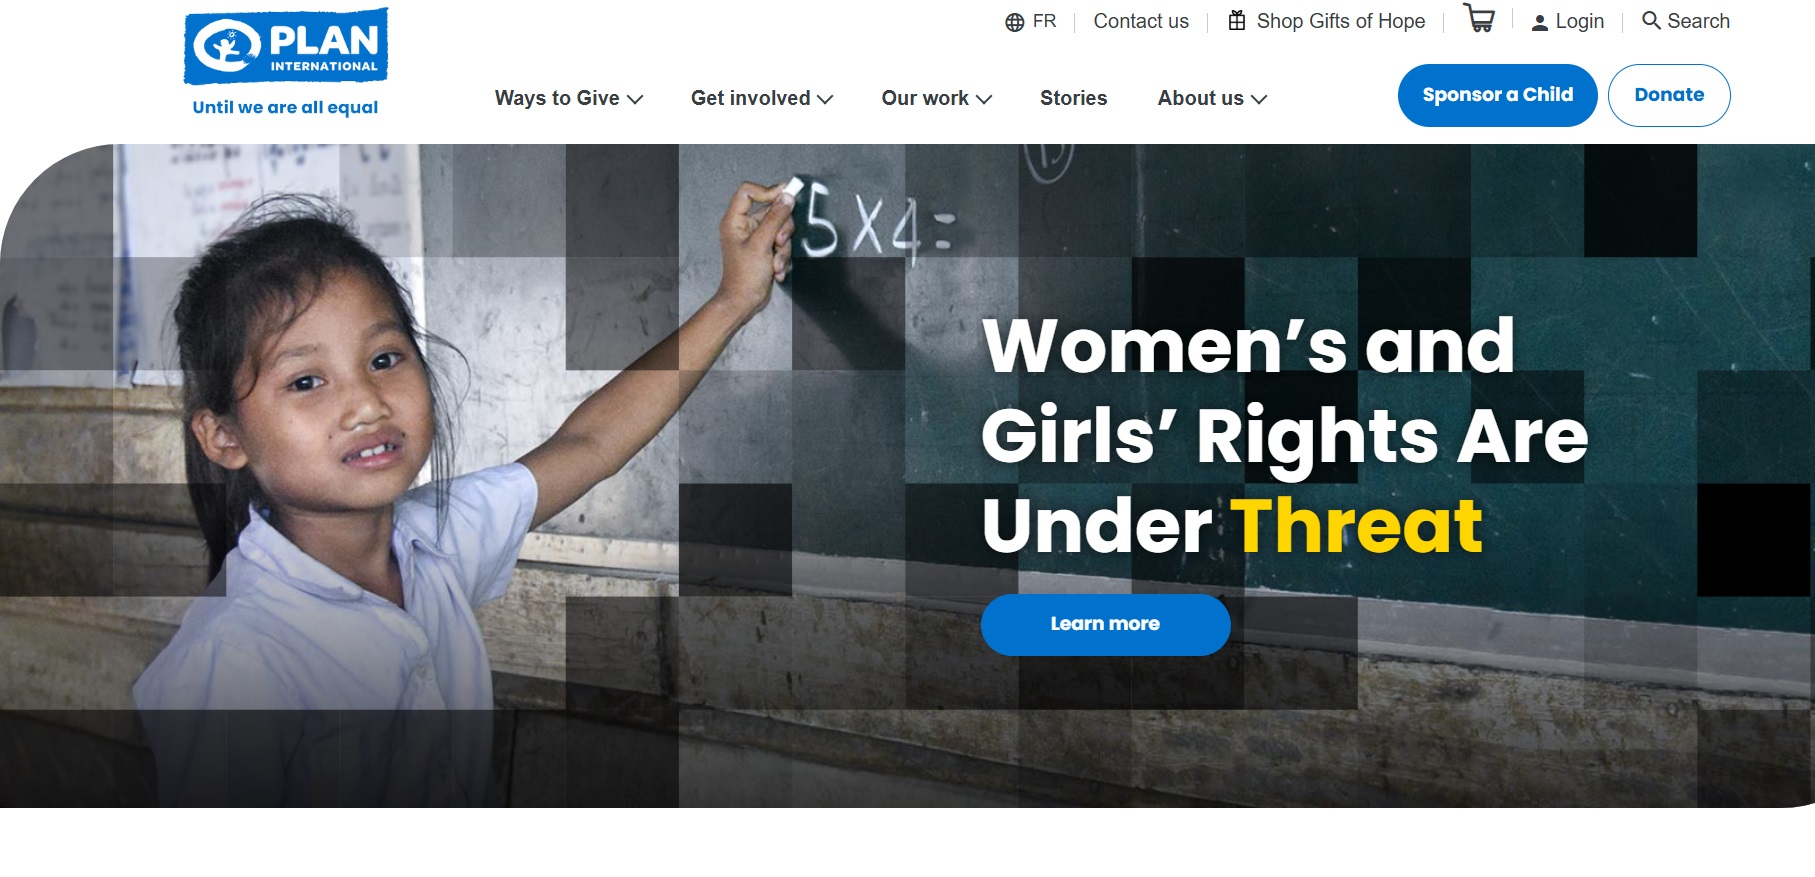 PLAN
INTERNATIONAL
Until we are all equal
FR
Contact us
Shop Gifts of Hope
Login
Search
Ways to Give
Get involved
Our work
Stories
About us
Sponsor a Child
Donate
13
5×4=
Women’s and
Girls’ Rights Are
Under Threat
Learn more